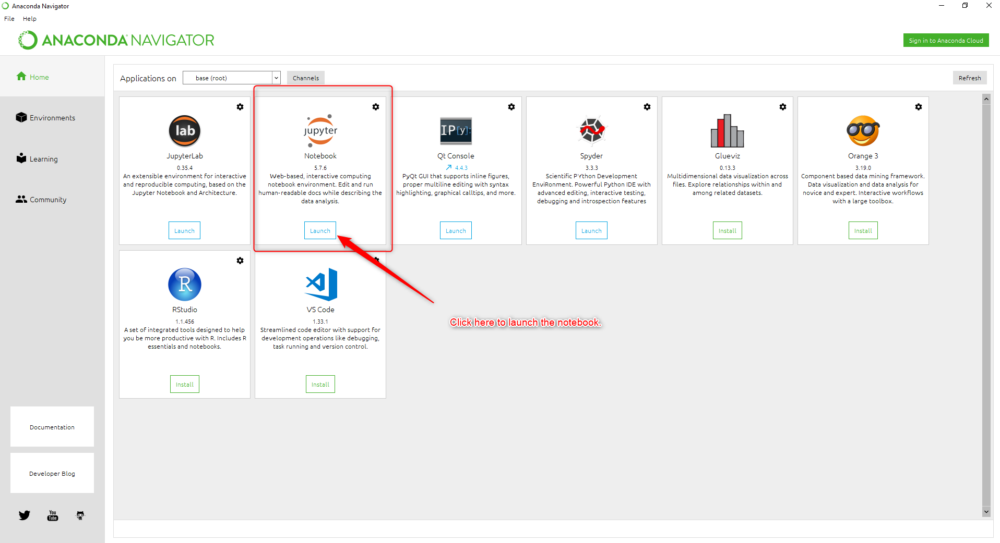 Anaconda Navigator
File Help
ANACONDA NAVIGATOR
Sign in to Anaconda Cloud
Home
Environments
Learning
Community
Documentation
Developer Blog
You
Tube
Applications on
base (root)
Channels
Refresh
lab
JupyterLab
0.35.4
An extensible environment for interactive
and reproducible computing, based on the
Jupyter Notebook and Architecture.
Launch
jupyter
Notebook
5.7.6
Web-based, interactive computing
notebook environment. Edit and run
human-readable docs while describing the
data analysis.
Launch
IP[y]:
Qt Console
4.4.3
PyQt GUI that supports inline figures,
proper multiline editing with syntax
highlighting, graphical calltips, and more.
Launch
Spyder
3.3.3
Scientific PYthon Development
EnviRonment. Powerful Python IDE with
advanced editing, interactive testing,
debugging and introspection features
Launch
Glueviz
0.13.3
Multidimensional data visualization across
files. Explore relationships within and
among related datasets.
Install
Orange 3
3.19.0
Component based data mining framework.
Data visualization and data analysis for
novice and expert. Interactive workflows
with a large toolbox.
Install
R
RStudio
1.1.456
A set of integrated tools designed to help
you be more productive with R. Includes R
essentials and notebooks.
Install
VS Code
1.33.1
Streamlined code editor with support for
development operations like debugging,
task running and version control.
Install
Click here to launch the notebook.